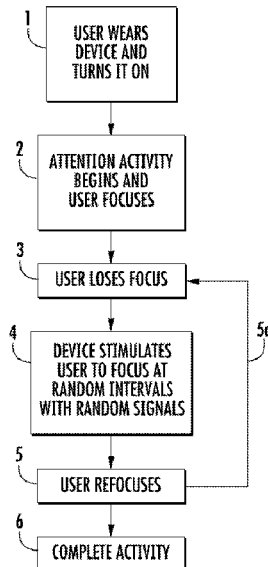 1
USER WEARS
DEVICE AND
TURNS IT ON
2
ATTENTION ACTIVITY
BEGINS AND
USER FOCUSES
3
USER LOSES FOCUS
4
DEVICE STIMULATES
USER TO FOCUS AT
RANDOM INTERVALS
WITH RANDOM SIGNALS
5a
5
USER REFOCUSES
6
COMPLETE ACTIVITY